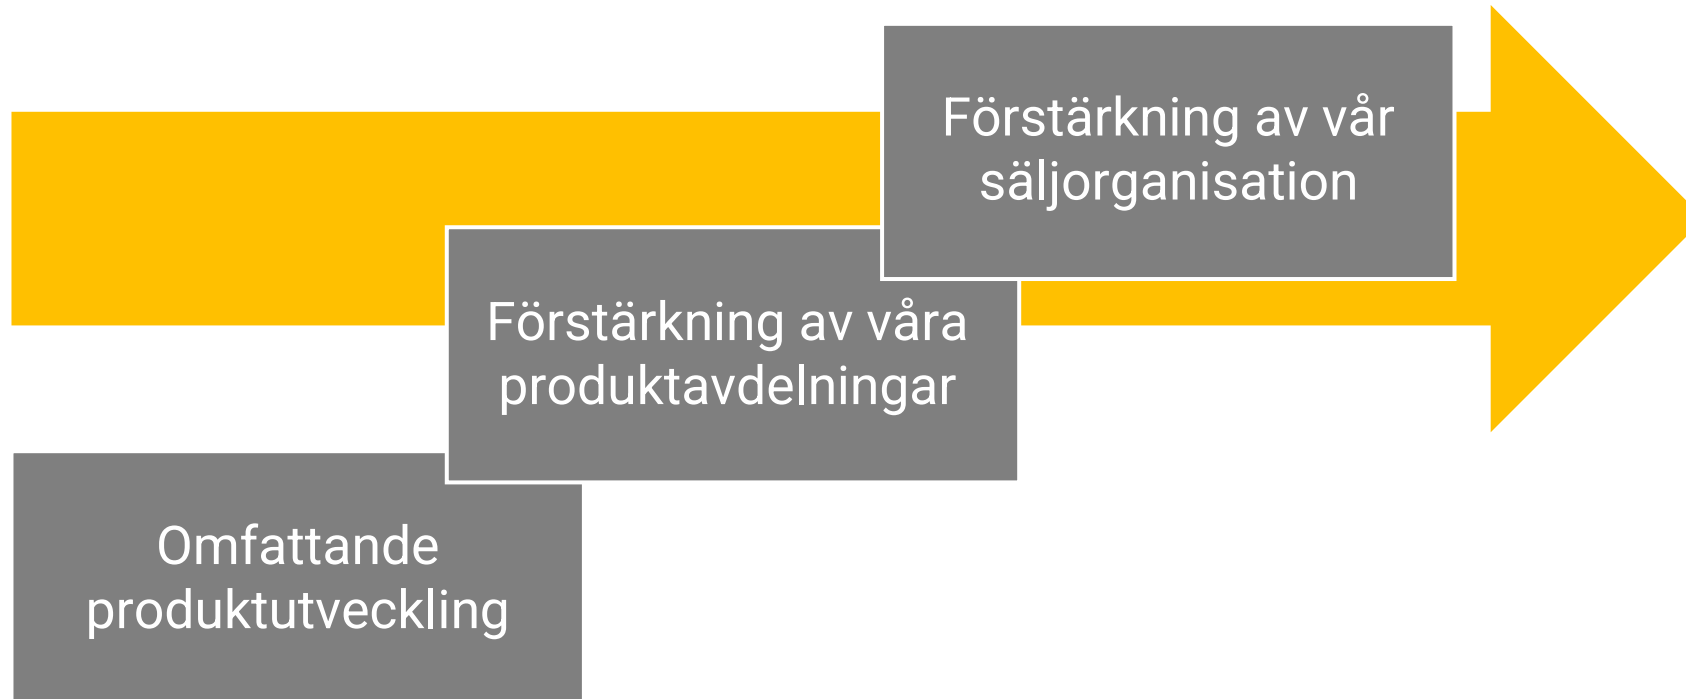 Förstärkning av vår
säljorganisation
Förstärkning av våra
produktavdelningar
Omfattande
produktutveckling